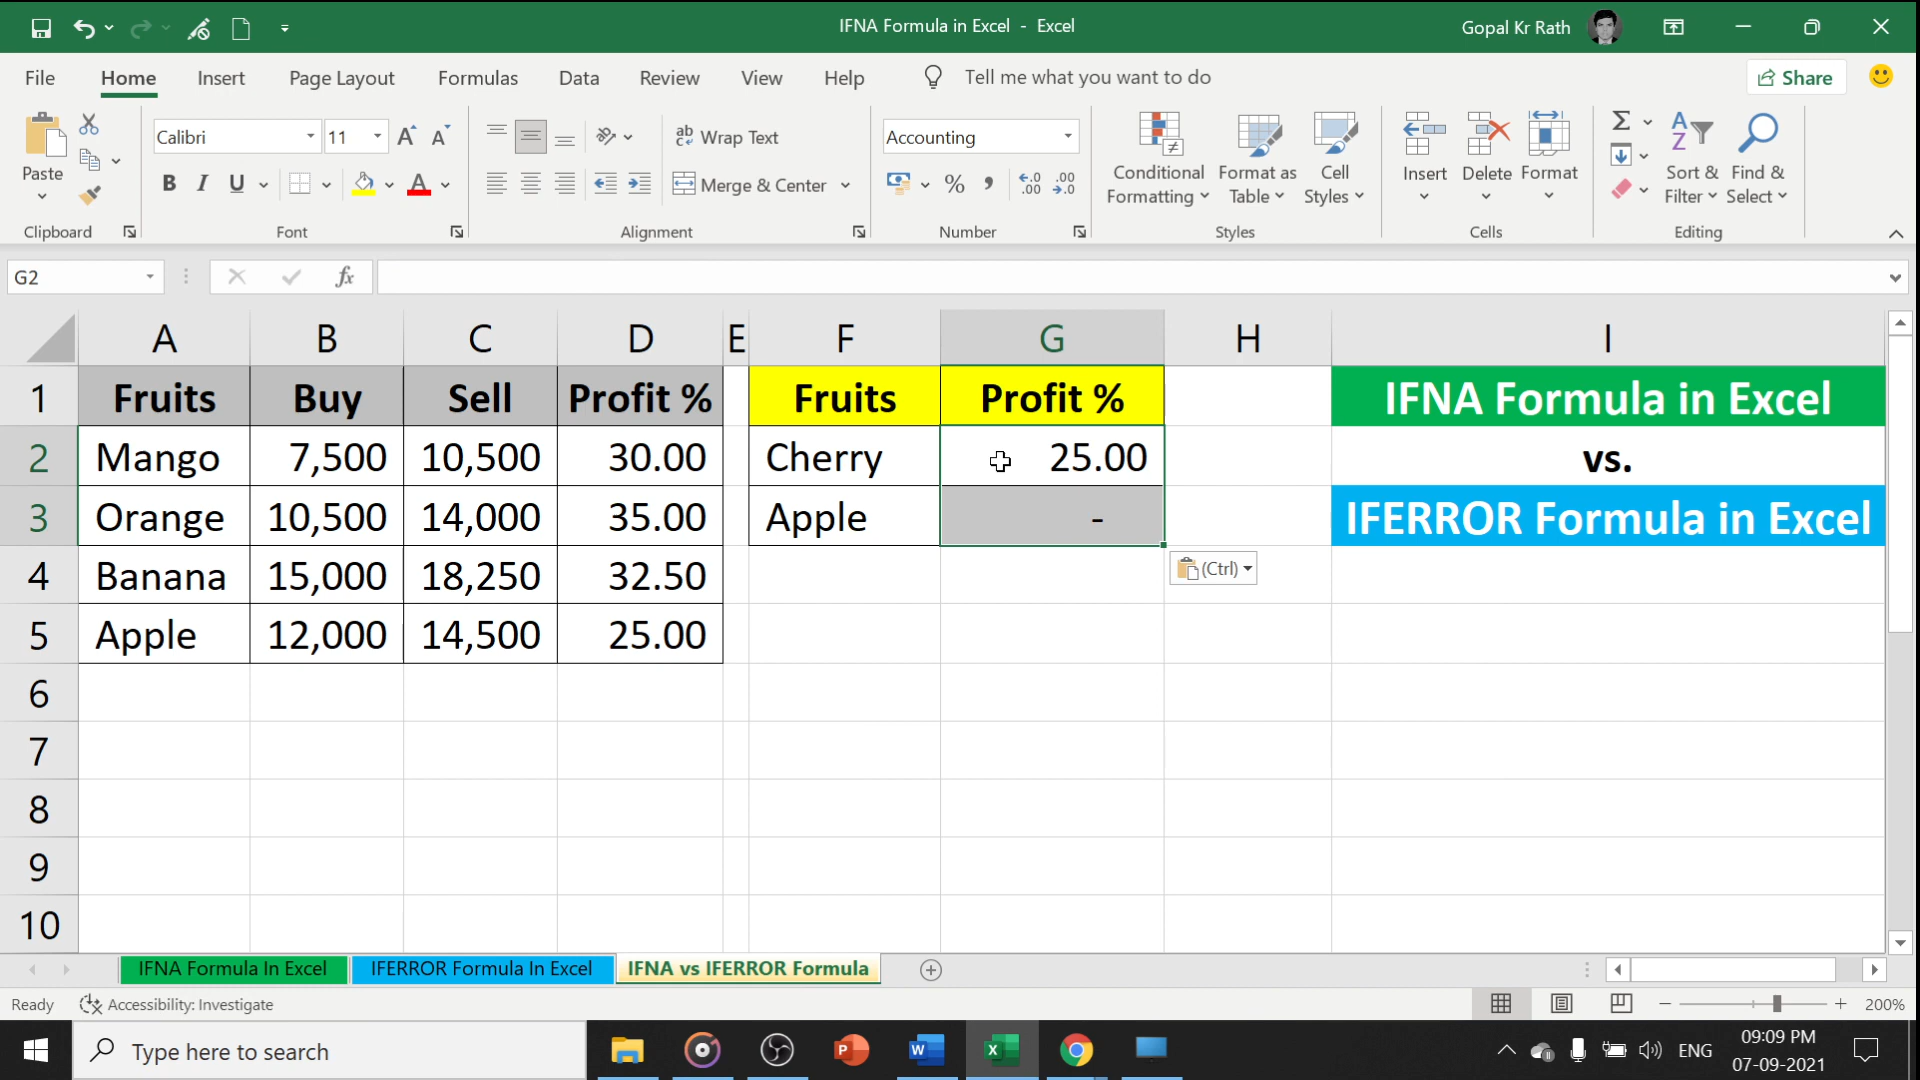 IFNA Formula in Excel - Excel
Gopal Kr Rath
File Home Insert Page Layout Formulas Data Review View Help Tell me what you want to do
Share
Paste
Clipboard
Calibri 11
B I U
Font
ab Wrap Text
Merge & Center
Alignment
Accounting
% , .00 .0
Number
Conditional Formatting
Format as Table
Cell Styles
Styles
Insert
Delete
Format
Cells
Sort & Filter
Find & Select
Editing
G2
fx
A B C D E F G H I
1 Fruits Buy Sell Profit % Fruits Profit % IFNA Formula in Excel
2 Mango 7,500 10,500 30.00 Cherry 25.00 vs.
3 Orange 10,500 14,000 35.00 Apple - IFERROR Formula in Excel
4 Banana 15,000 18,250 32.50
(Ctrl)
5 Apple 12,000 14,500 25.00
6
7
8
9
10
IFNA Formula In Excel IFERROR Formula In Excel IFNA vs IFERROR Formula
Ready Accessibility: Investigate
200%
Type here to search
ENG
09:09 PM
07-09-2021